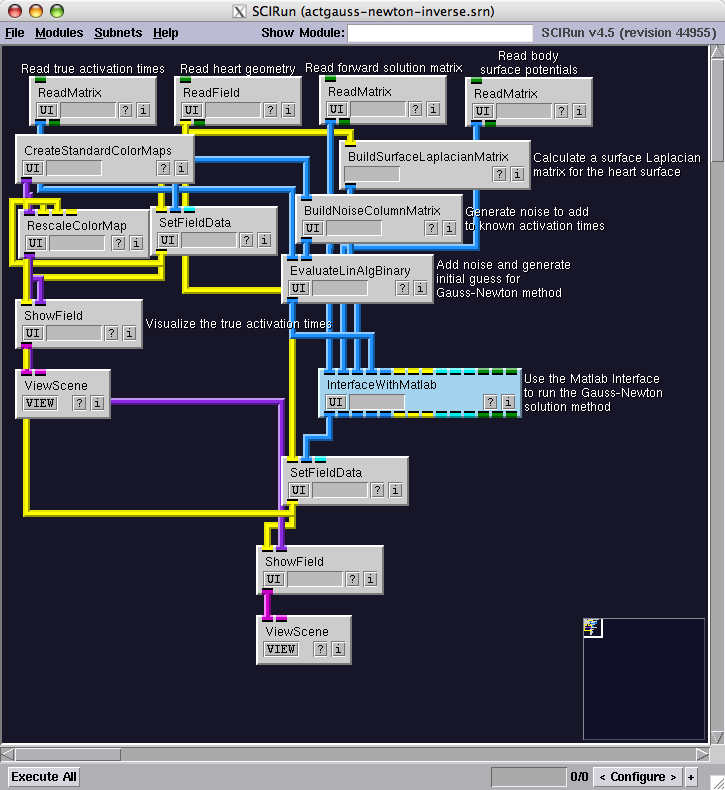 SCIRun (actgauss-newton-inverse.srn)
File Modules Subnets Help Show Module: SCIRun v4.5 (revision 44955)
Read true activation times
Read heart geometry
Read forward solution matrix
Read body
surface potentials
ReadMatrix
UI ? i
ReadField
UI ? i
ReadMatrix
UI ? i
ReadMatrix
UI ? i
CreateStandardColorMaps
UI ? i
BuildSurfaceLaplacianMatrix
? i
Calculate a surface Laplacian
matrix for the heart surface
RescaleColorMap
UI ? i
SetFieldData
UI ? i
BuildNoiseColumnMatrix
UI ? i
Generate noise to add
to known activation times
EvaluateLinAlgBinary
UI ? i
Add noise and generate
initial guess for
Gauss-Newton method
ShowField
UI ? i
Visualize the true activation times
ViewScene
VIEW ? i
InterfaceWithMatlab
UI ? i
Use the Matlab Interface
to run the Gauss-Newton
solution method
SetFieldData
UI ? i
ShowField
UI ? i
ViewScene
VIEW ? i
Execute All 0/0 < Configure > +